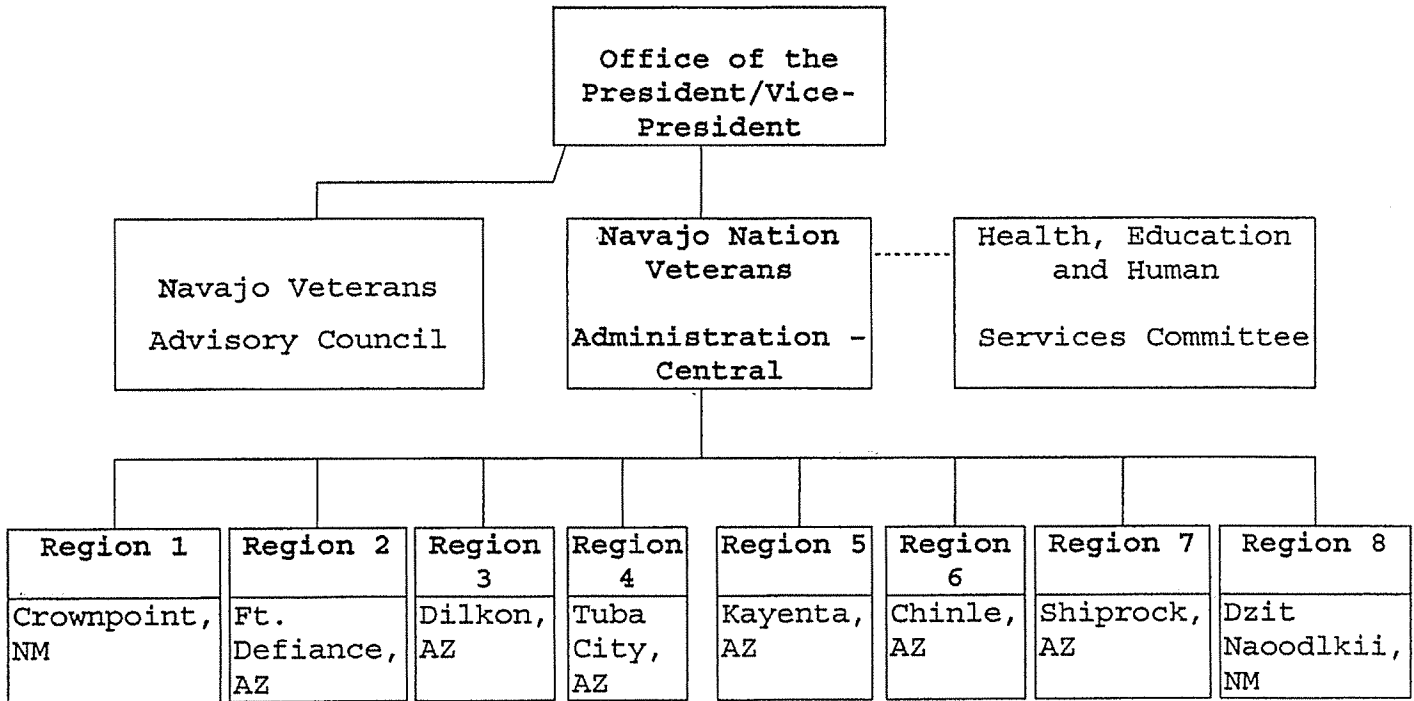 Office of the
President/Vice-
President
Navajo Veterans
Advisory Council
Navajo Nation
Veterans
Administration –
Central
Health, Education
and Human
Services Committee
Region 1
Crownpoint,
NM
Region 2
Ft.
Defiance,
AZ
Region
3
Dilkon,
AZ
Region
4
Tuba
City,
AZ
Region 5
Kayenta,
AZ
Region
6
Chinle,
AZ
Region 7
Shiprock,
AZ
Region 8
Dzit
Naoodlkii,
NM